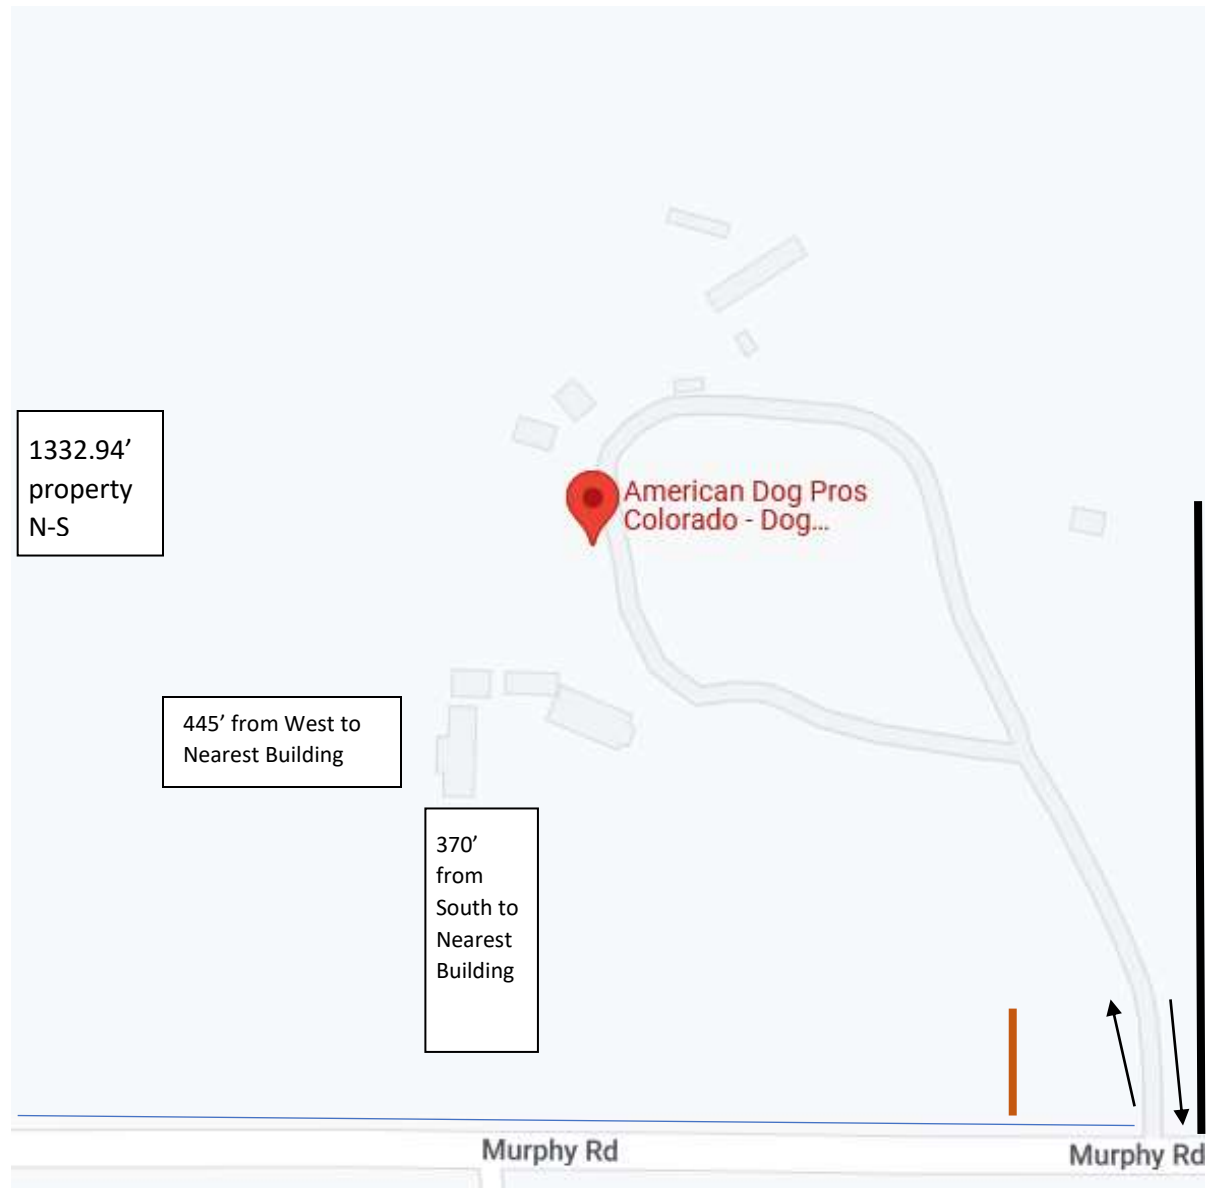 American Dog Pros
Colorado - Dog...
1332.94’
property
N-S
445’ from West to
Nearest Building
370’
from
South to
Nearest
Building
Murphy Rd
Murphy Rd